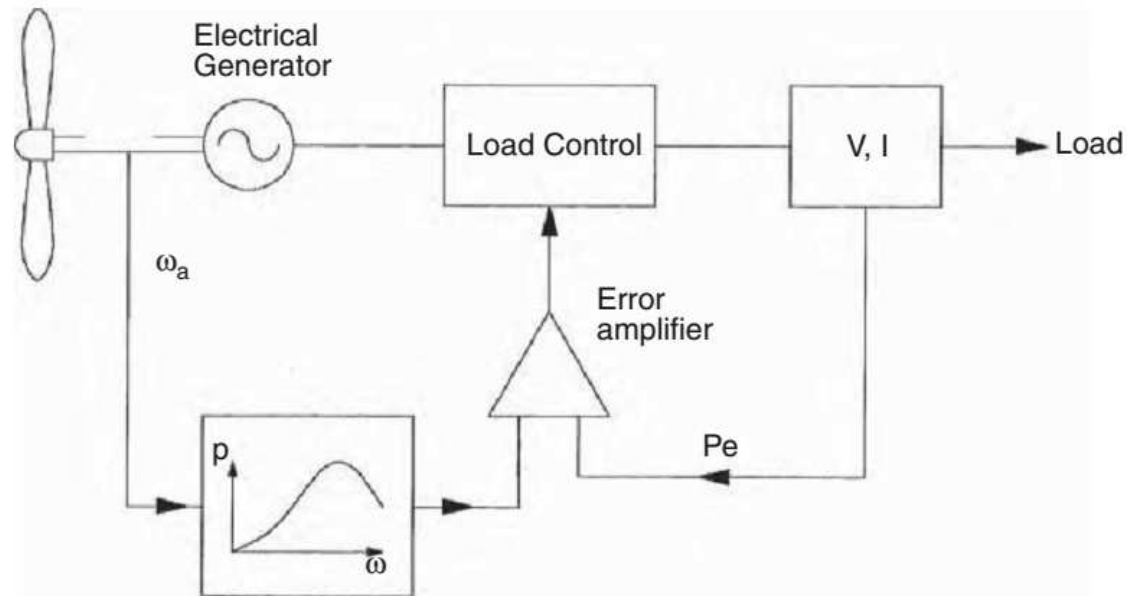 Electrical
Generator
Load Control
V, I
Load
ωa
Error
amplifier
Pe
p
ω